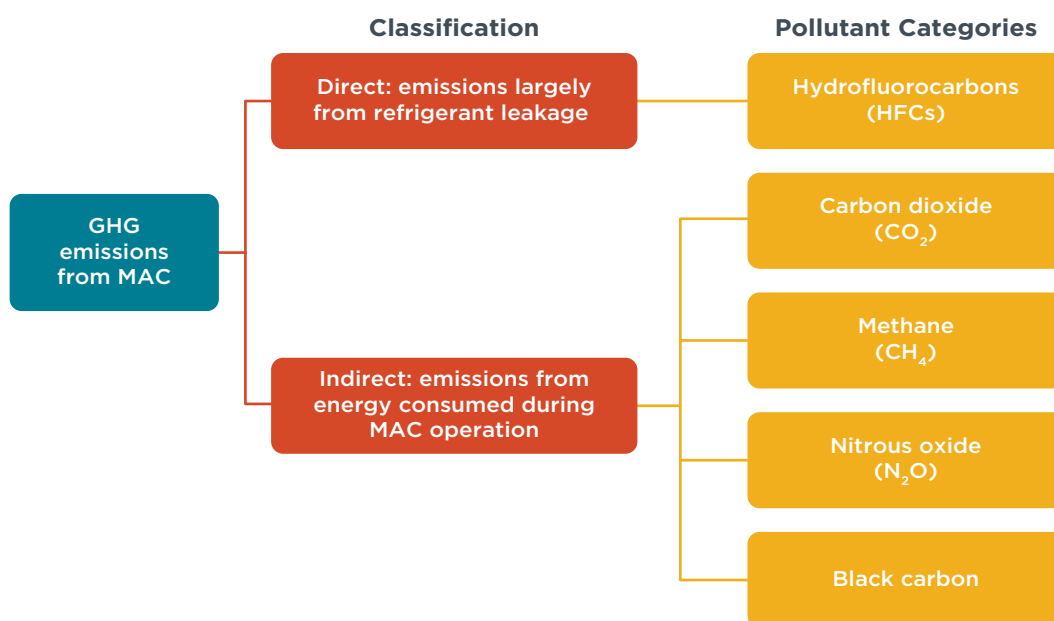 Classification
Pollutant Categories
Direct: emissions largely
from refrigerant leakage
Hydrofluorocarbons
(HFCs)
GHG
emissions
from MAC
Carbon dioxide
(CO₂)
Methane
(CH₄)
Indirect: emissions from
energy consumed during
MAC operation
Nitrous oxide
(N₂O)
Black carbon